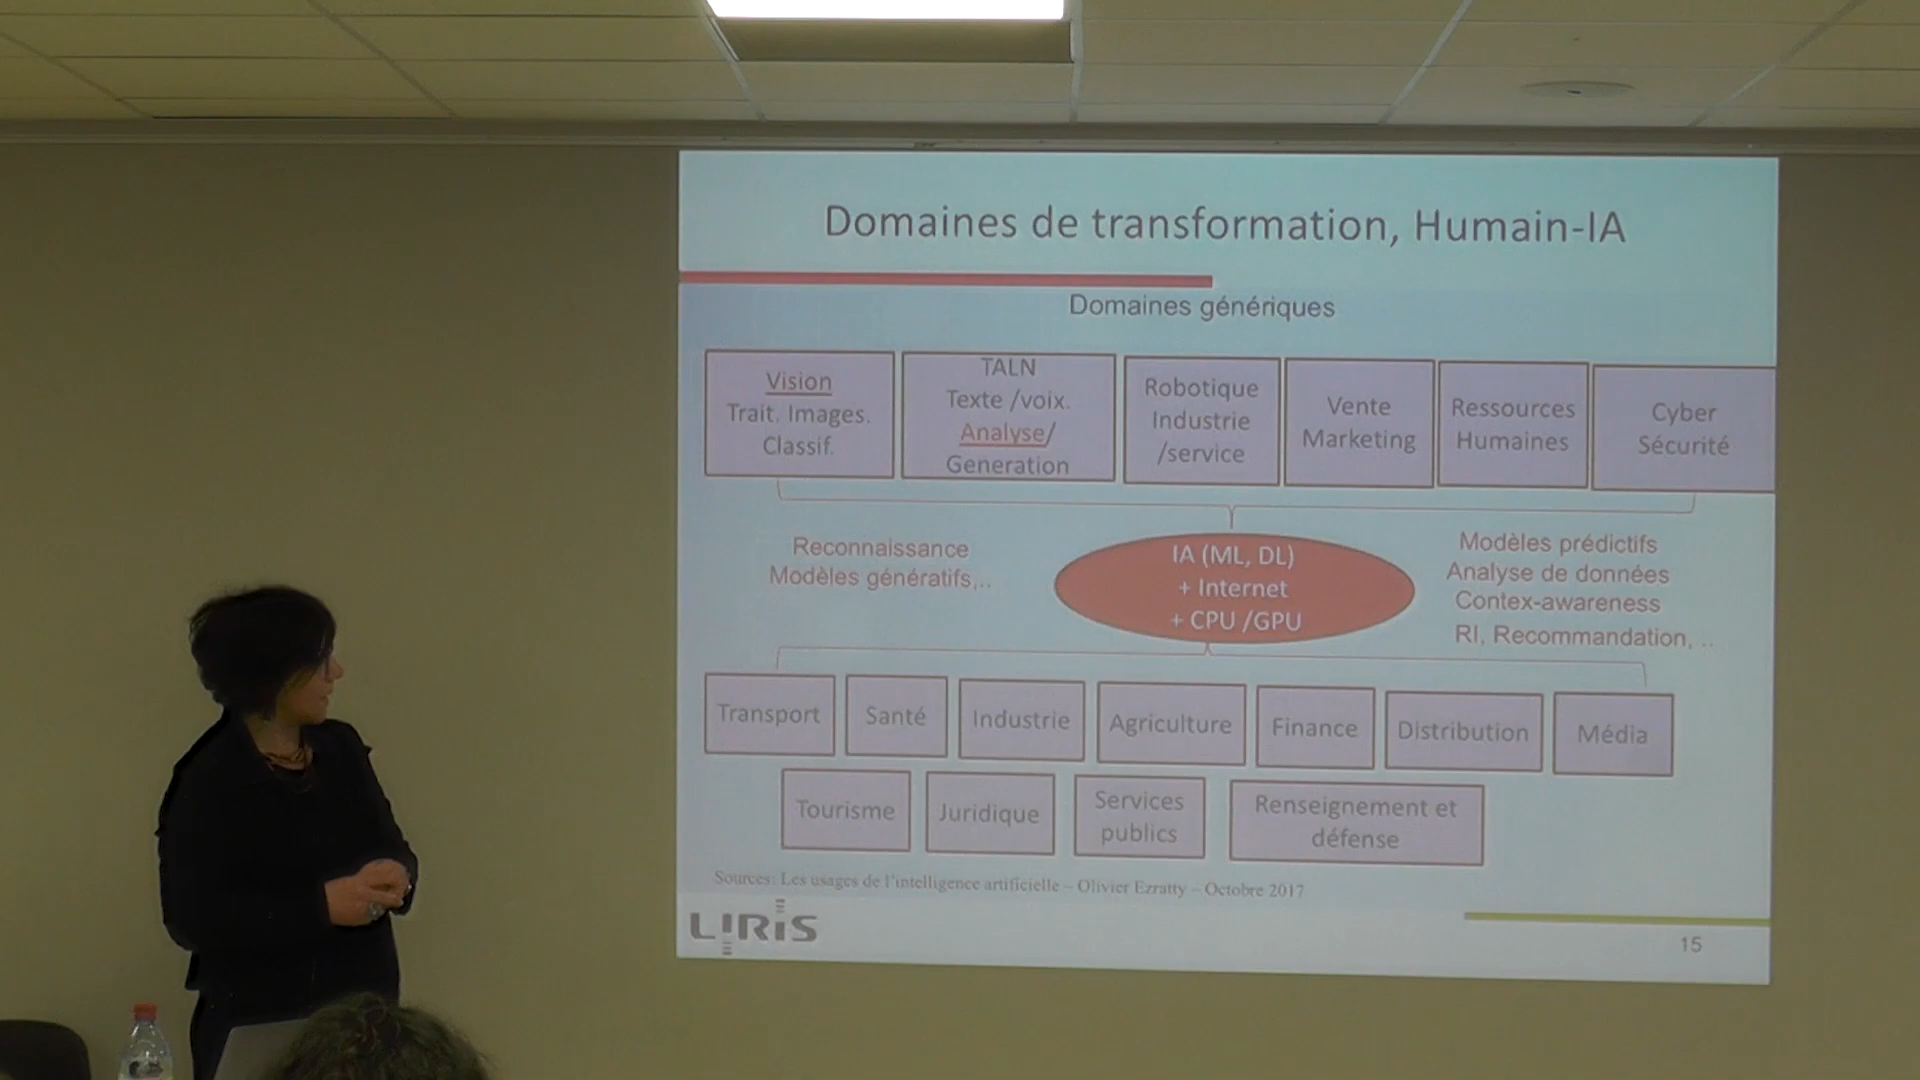 Domaines de transformation, Humain-IA
Domaines génériques
Vision
Trait. Images.
Classif.
TALN
Texte /voix.
Analyse/
Generation
Robotique
Industrie
/service
Vente
Marketing
Ressources
Humaines
Cyber
Sécurité
Reconnaissance
Modèles génératifs,..
IA (ML, DL)
+ Internet
+ CPU /GPU
Modèles prédictifs
Analyse de données
Contex-awareness
RI, Recommandation, ..
Transport
Santé
Industrie
Agriculture
Finance
Distribution
Média
Tourisme
Juridique
Services
publics
Renseignement et
défense
Sources: Les usages de l'intelligence artificielle – Olivier Ezratty – Octobre 2017
LIRIS
15